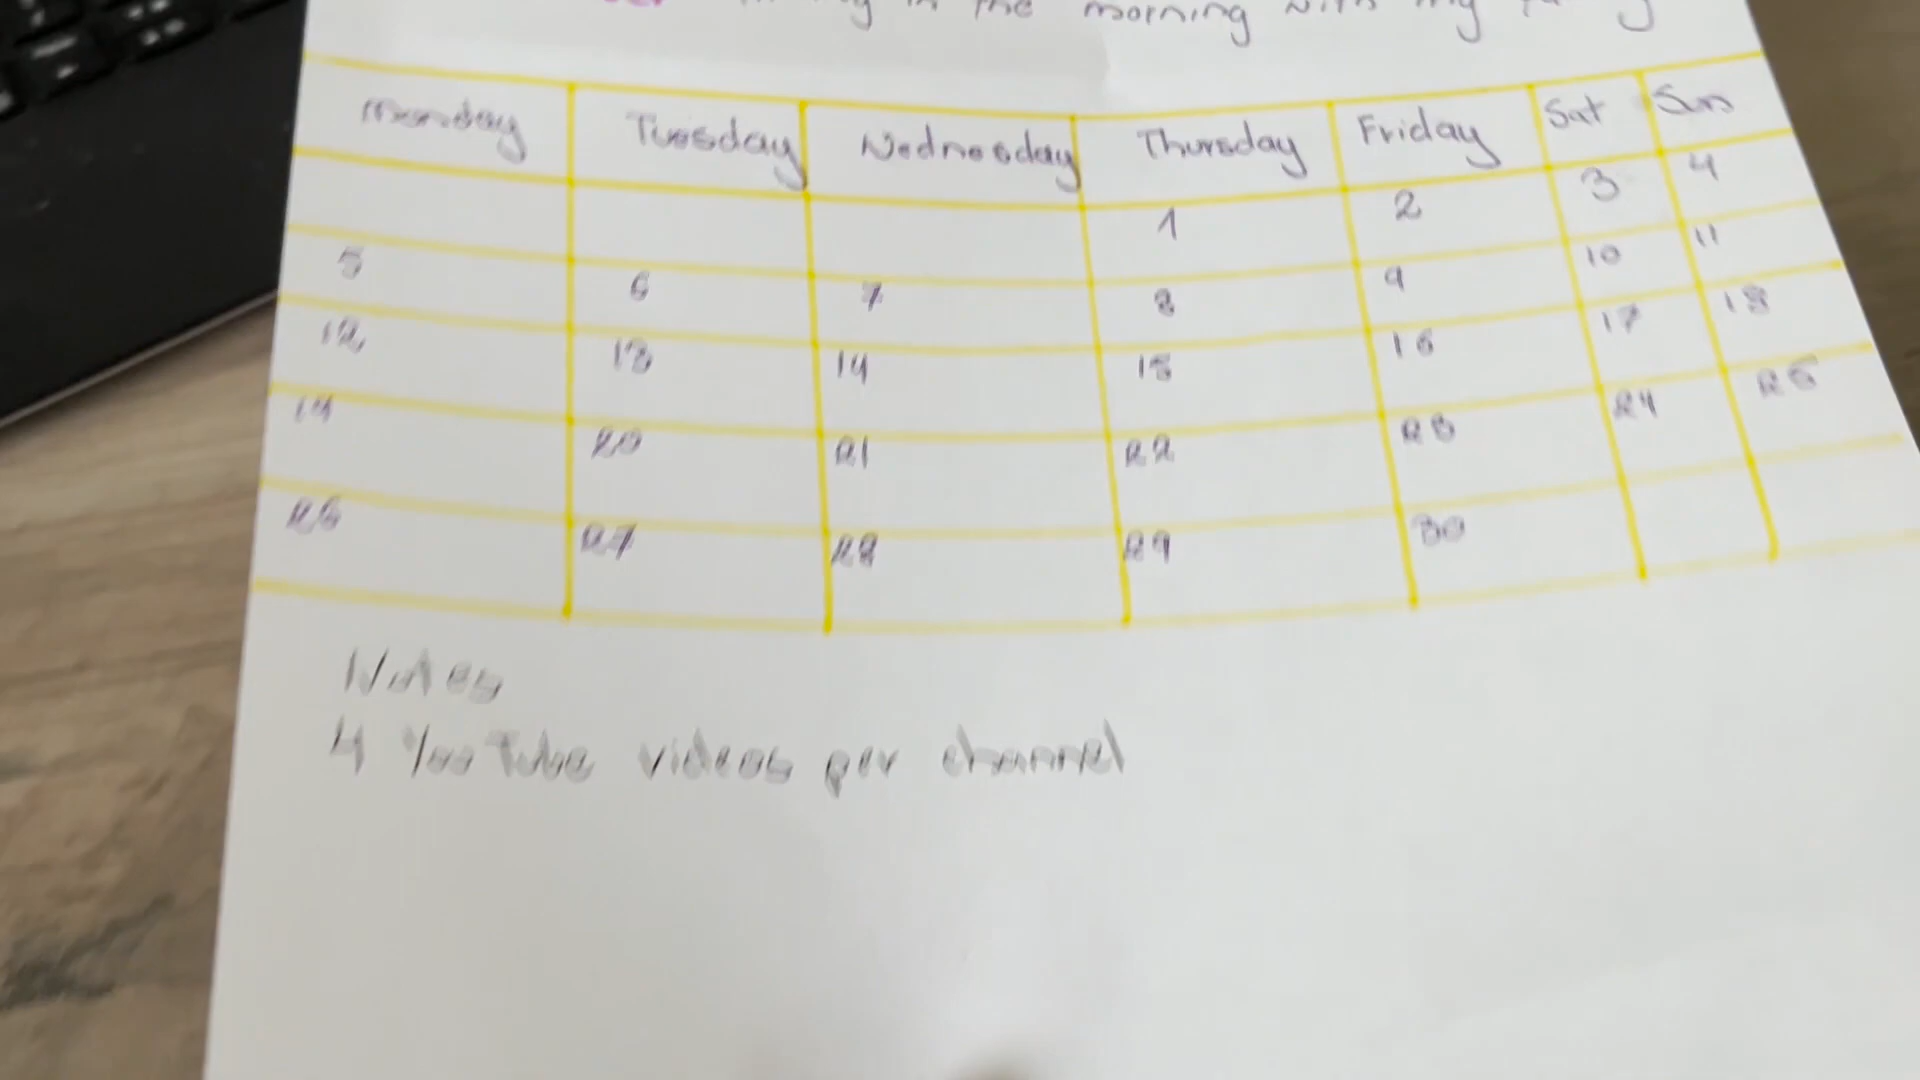 in the morning with my
Monday Tuesday Wednesday Thursday Friday Sat Sun
1 2 3 4
5 6 7 8 9 10 11
12 13 14 15 16 17 18
19 20 21 22 23 24 25
26 27 28 29 30
Notes
4 YouTube videos per channel